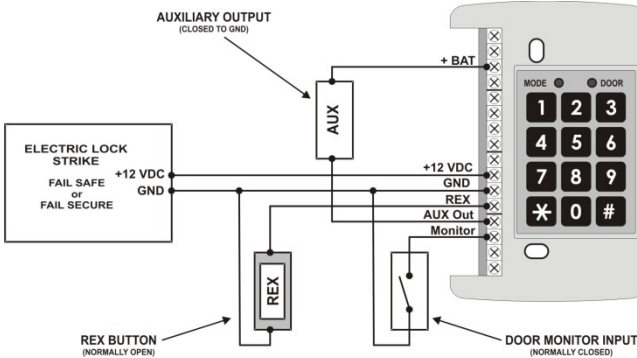 AUXILIARY OUTPUT
(CLOSED TO GND)
+ BAT
MODE DOOR
1 2 3
AUX
4 5 6
ELECTRIC LOCK
STRIKE
FAIL SAFE
or
FAIL SECURE
+12 VDC
GND
+12 VDC
GND
REX
AUX Out
Monitor
7 8 9
* 0 #
REX
REX BUTTON
(NORMALLY OPEN)
DOOR MONITOR INPUT
(NORMALLY CLOSED)